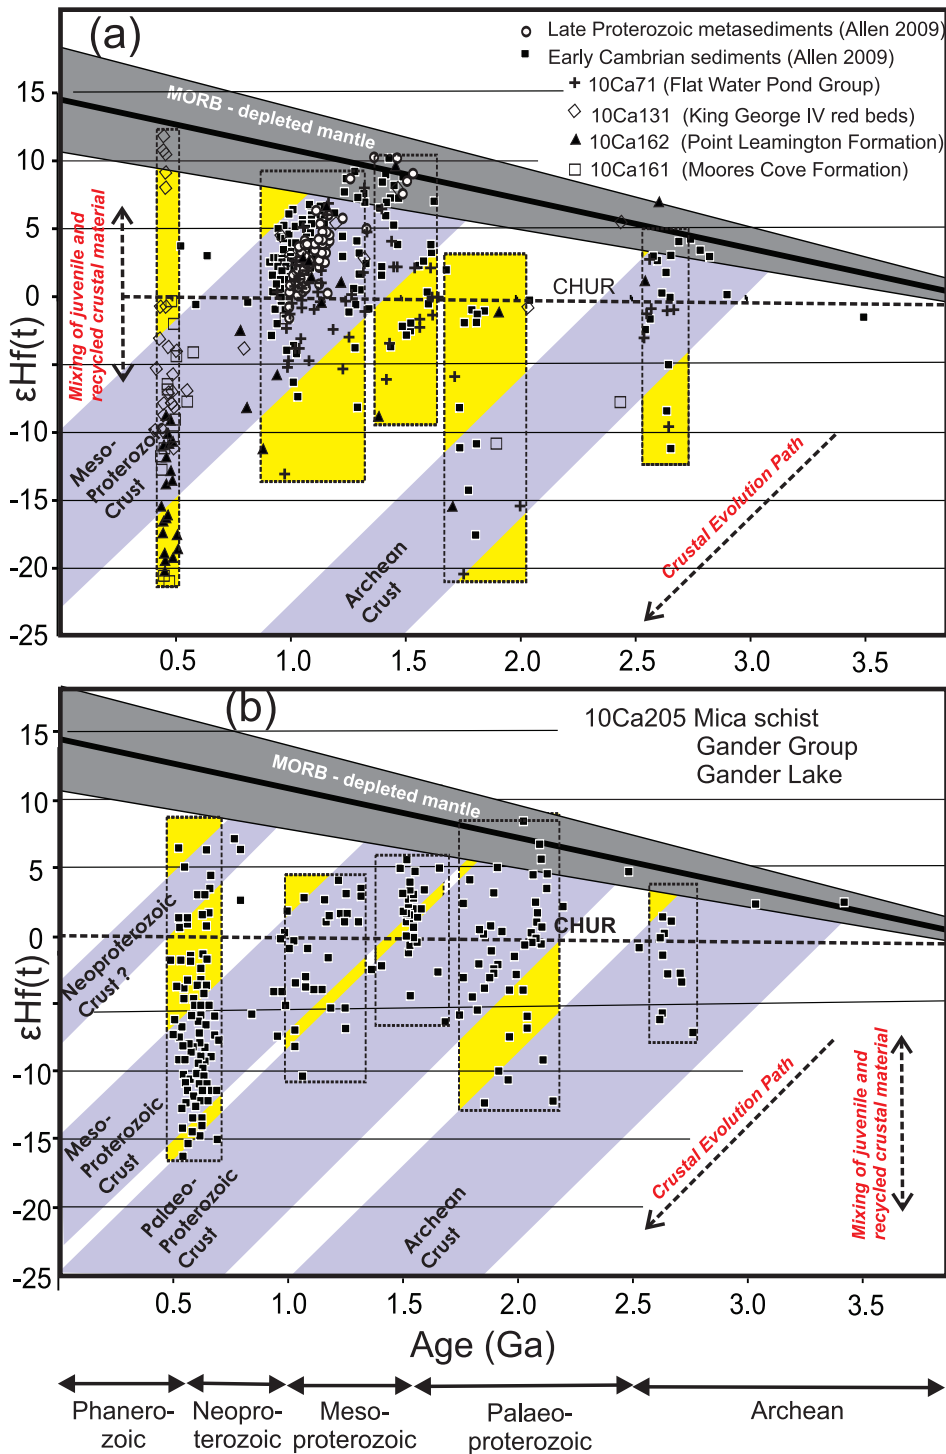 (a)
Late Proterozoic metasediments (Allen 2009)
Early Cambrian sediments (Allen 2009)
10Ca71 (Flat Water Pond Group)
10Ca131 (King George IV red beds)
10Ca162 (Point Leamington Formation)
10Ca161 (Moores Cove Formation)
MORB - depleted mantle
CHUR
Mixing of juvenile and
recycled crustal material
εHf(t)
15
10
5
0
-5
-10
-15
-20
-25
Meso-
Proterozoic
Crust
Archean
Crust
Crustal Evolution Path
0.5
1.0
1.5
2.0
2.5
3.0
3.5
(b)
10Ca205 Mica schist
Gander Group
Gander Lake
MORB - depleted mantle
CHUR
εHf(t)
15
10
5
0
-5
-10
-15
-20
-25
Neoproterozoic
Crust ?
Meso-
Proterozoic
Crust
Palaeo-
Proterozoic
Crust
Archean
Crust
Crustal Evolution Path
Mixing of juvenile and
recycled crustal material
0.5
1.0
1.5
2.0
2.5
3.0
3.5
Age (Ga)
Phanero-
zoic
Neopro-
terozoic
Meso-
proterozoic
Palaeo-
proterozoic
Archean